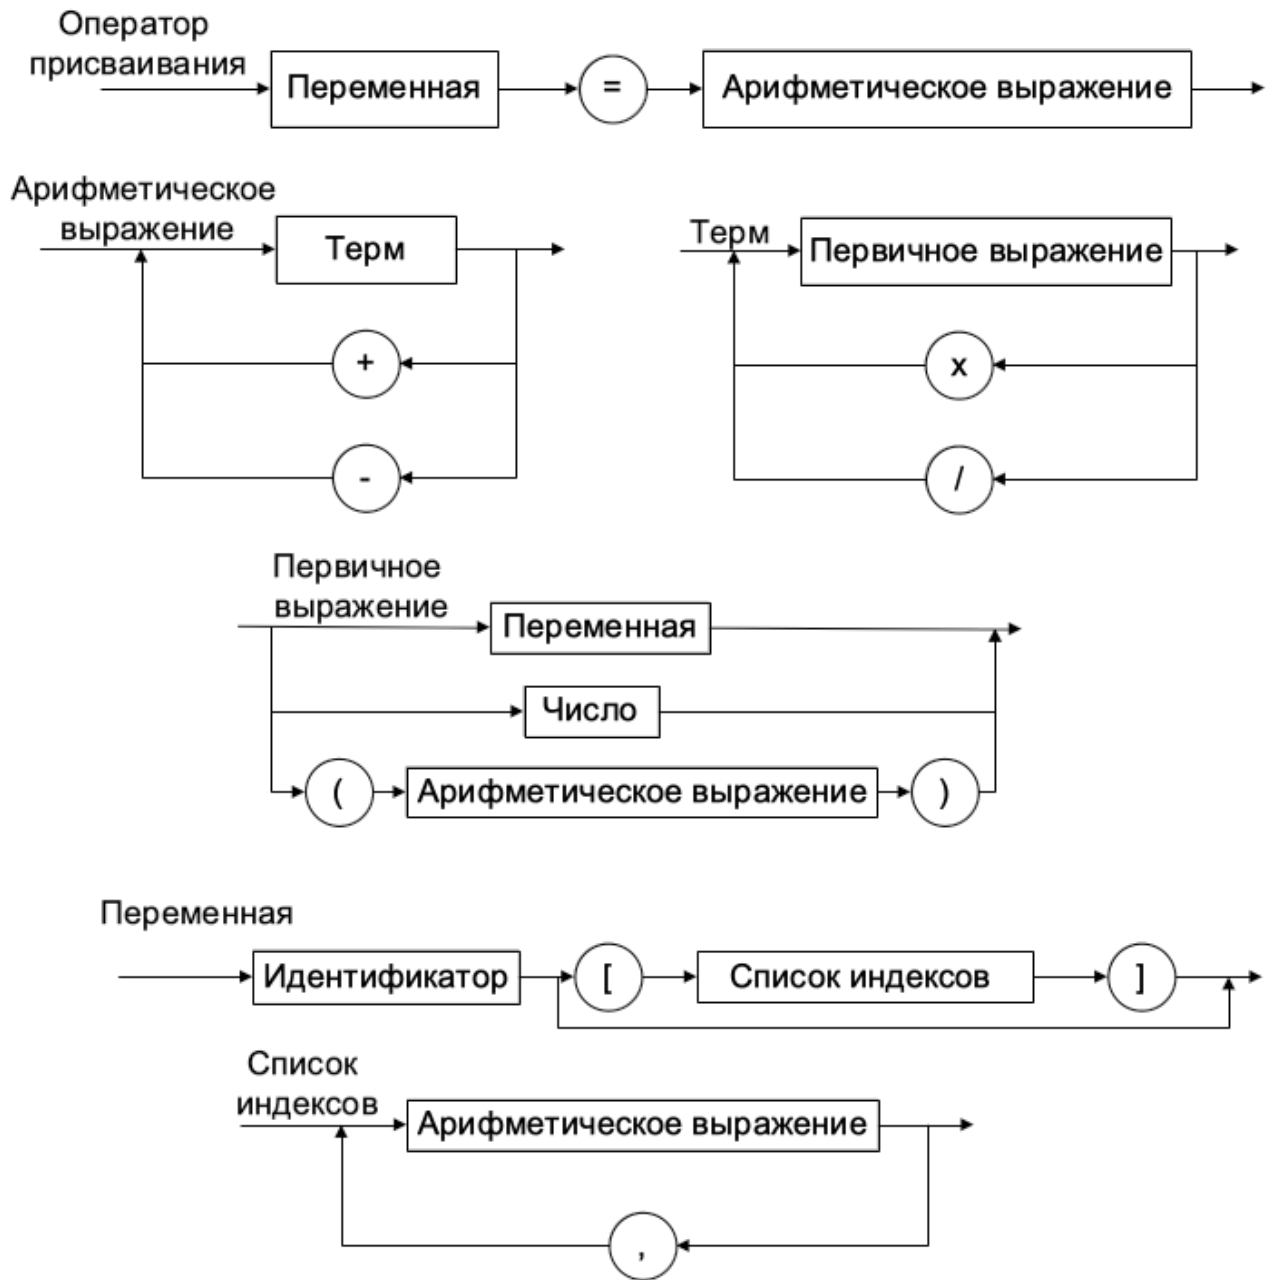 Оператор
присваивания
Переменная = Арифметическое выражение
Арифметическое
выражение
Терм
+
-
Терм
Первичное выражение
x
/
Первичное
выражение
Переменная
Число
( Арифметическое выражение )
Переменная
Идентификатор [ Список индексов ]
Список
индексов
Арифметическое выражение
,